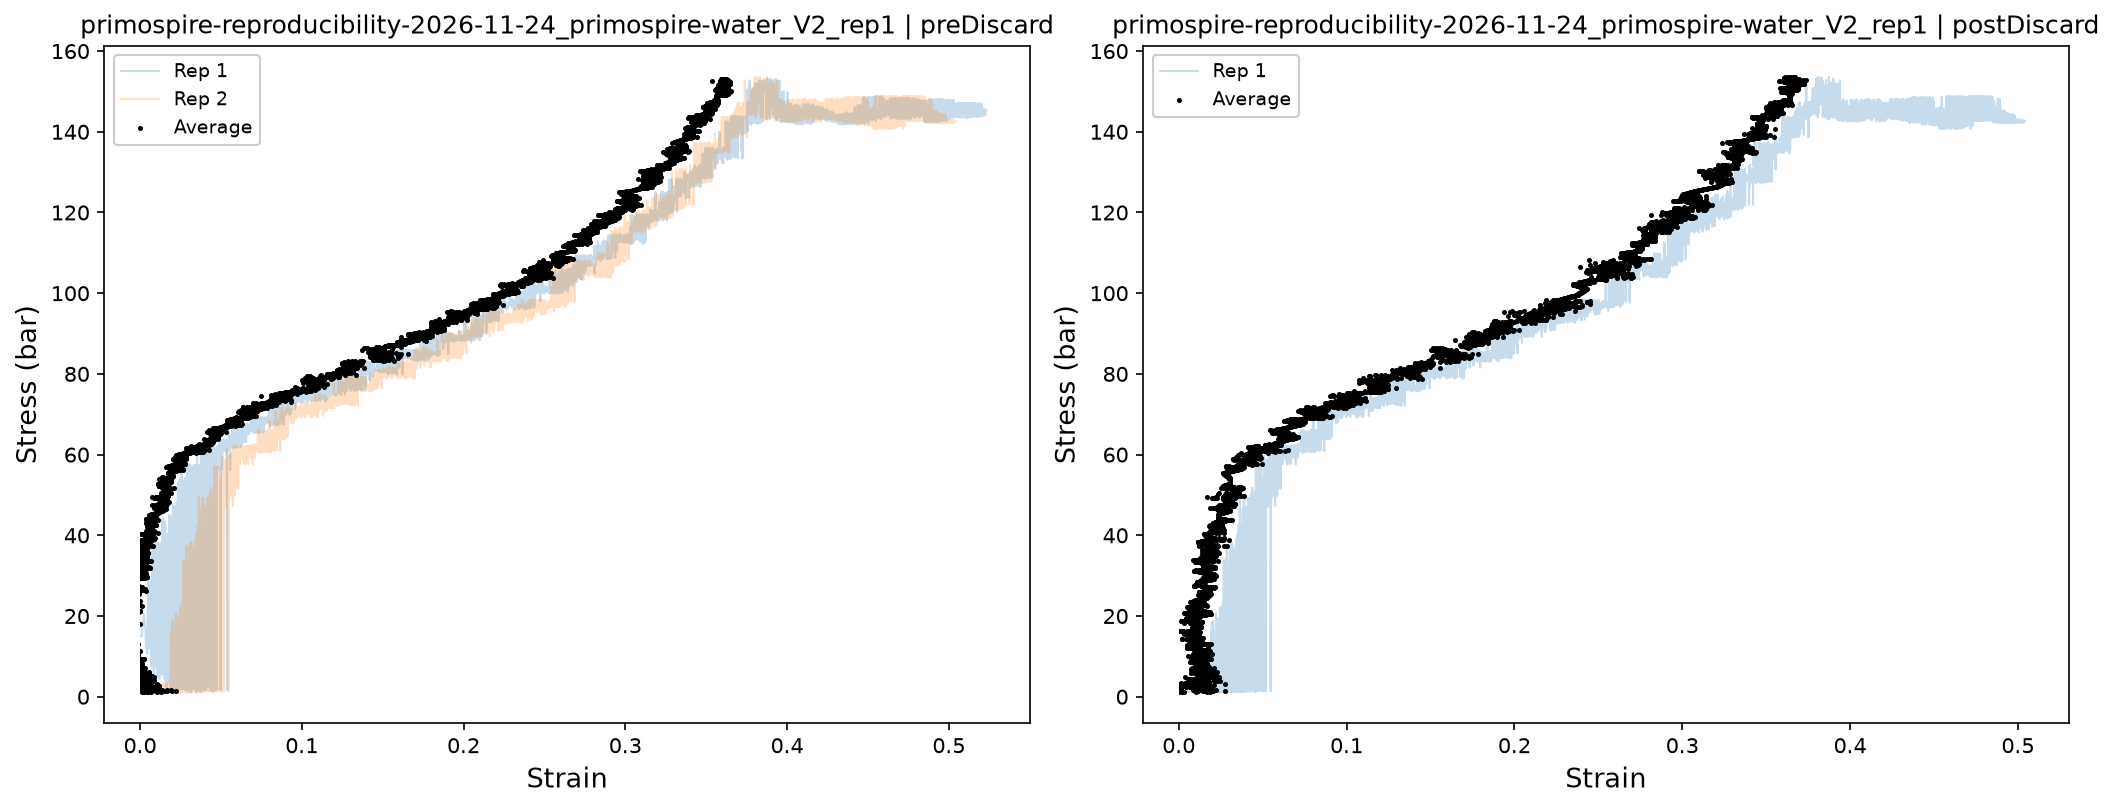 primospire-reproducibility-2026-11-24_primospire-water_V2_rep1 | preDiscard
Stress (bar)
160
140
120
100
80
60
40
20
0
Rep 1
Rep 2
Average
0.0 0.1 0.2 0.3 0.4 0.5
Strain
primospire-reproducibility-2026-11-24_primospire-water_V2_rep1 | postDiscard
Stress (bar)
160
140
120
100
80
60
40
20
0
Rep 1
Average
0.0 0.1 0.2 0.3 0.4 0.5
Strain